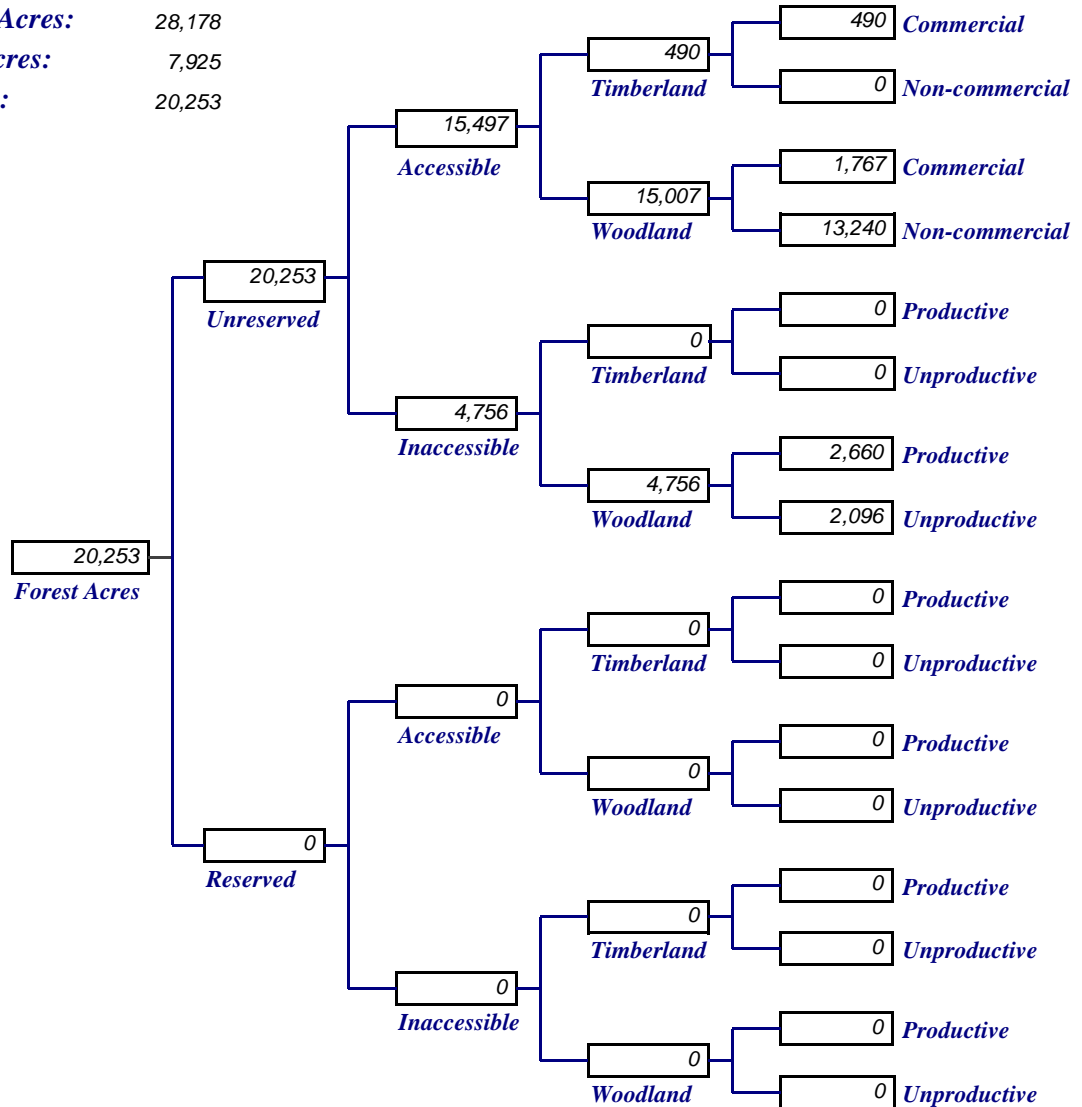 Acres: 28,178
cres: 7,925
: 20,253
490 Commercial
490
Timberland
0 Non-commercial
15,497
Accessible
1,767 Commercial
15,007
Woodland
13,240 Non-commercial
20,253
Unreserved
0 Productive
0
Timberland
0 Unproductive
4,756
Inaccessible
2,660 Productive
4,756
Woodland
2,096 Unproductive
20,253
Forest Acres
0 Productive
0
Timberland
0 Unproductive
0
Accessible
0 Productive
0
Woodland
0 Unproductive
0
Reserved
0 Productive
0
Timberland
0 Unproductive
0
Inaccessible
0 Productive
0
Woodland
0 Unproductive